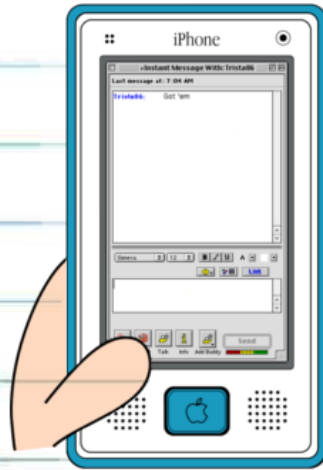 iPhone
Instant Message With: Trista86
Last message at: 7:04 AM
Trista86: Got 'em
Geneva 12 B I U A
Link
Talk Info Add Buddy Send